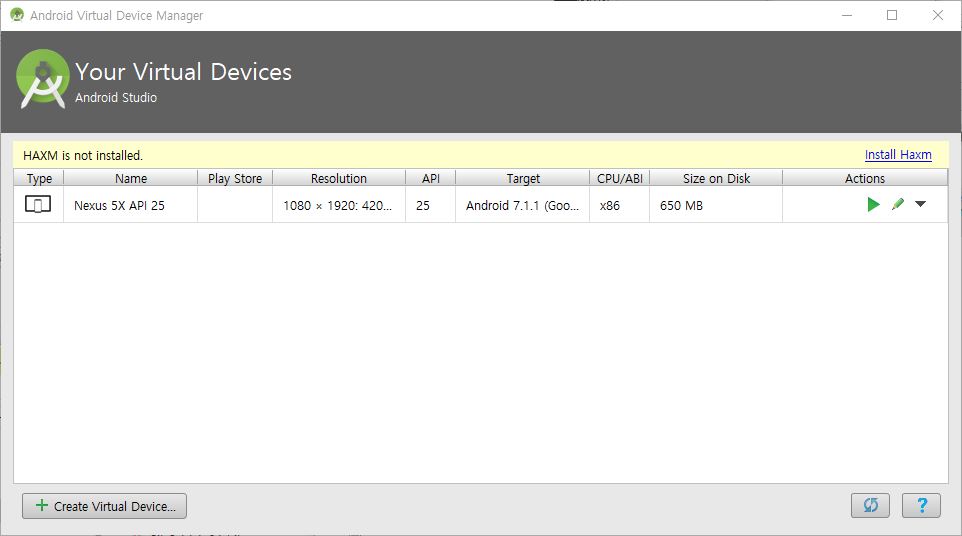 Android Virtual Device Manager
Your Virtual Devices
Android Studio
HAXM is not installed. Install Haxm
Type Name Play Store Resolution API Target CPU/ABI Size on Disk Actions
Nexus 5X API 25 1080 × 1920: 420... 25 Android 7.1.1 (Goo... x86 650 MB
Create Virtual Device...
?